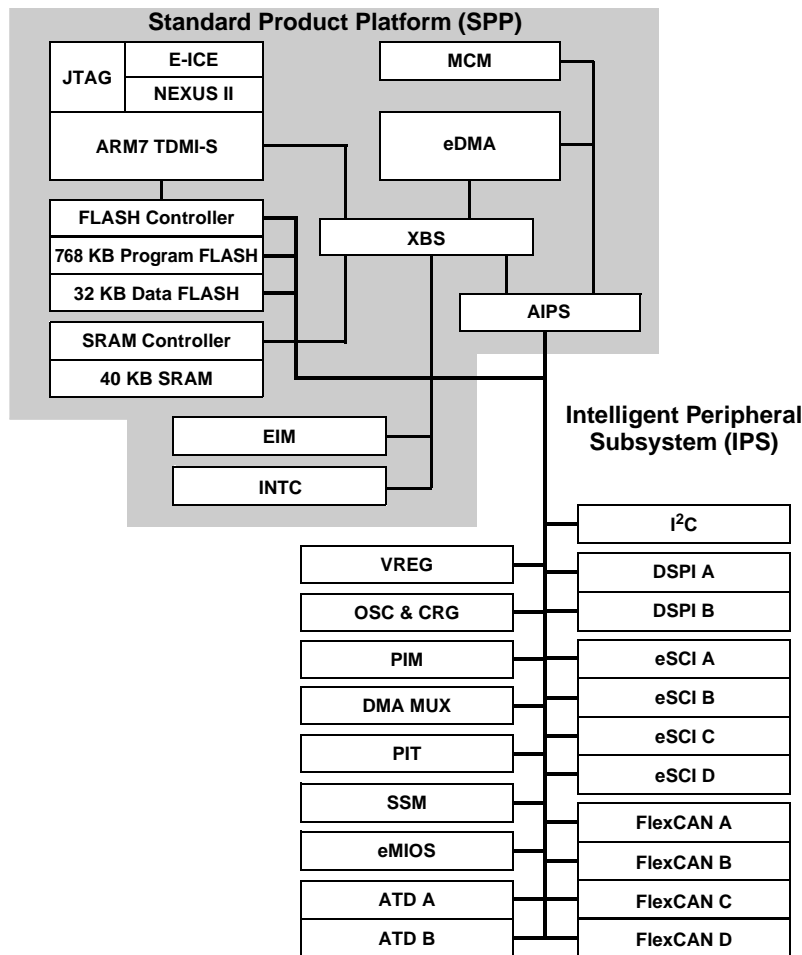 Standard Product Platform (SPP)
JTAG
E-ICE
NEXUS II
ARM7 TDMI-S
MCM
eDMA
FLASH Controller
768 KB Program FLASH
32 KB Data FLASH
XBS
AIPS
SRAM Controller
40 KB SRAM
EIM
INTC
Intelligent Peripheral
Subsystem (IPS)
VREG
OSC & CRG
PIM
DMA MUX
PIT
SSM
eMIOS
ATD A
ATD B
I²C
DSPI A
DSPI B
eSCI A
eSCI B
eSCI C
eSCI D
FlexCAN A
FlexCAN B
FlexCAN C
FlexCAN D